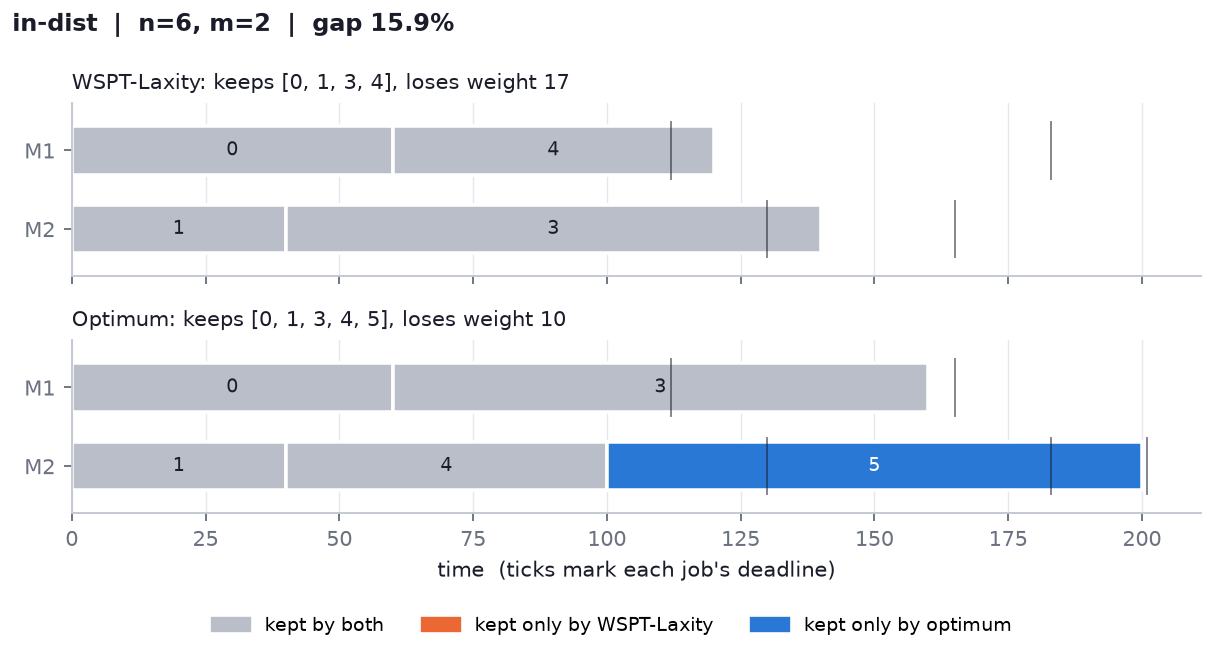 in-dist | n=6, m=2 | gap 15.9%
WSPT-Laxity: keeps [0, 1, 3, 4], loses weight 17
M1
0
4
M2
1
3
Optimum: keeps [0, 1, 3, 4, 5], loses weight 10
M1
0
3
M2
1
4
5
0 25 50 75 100 125 150 175 200
time (ticks mark each job's deadline)
kept by both kept only by WSPT-Laxity kept only by optimum